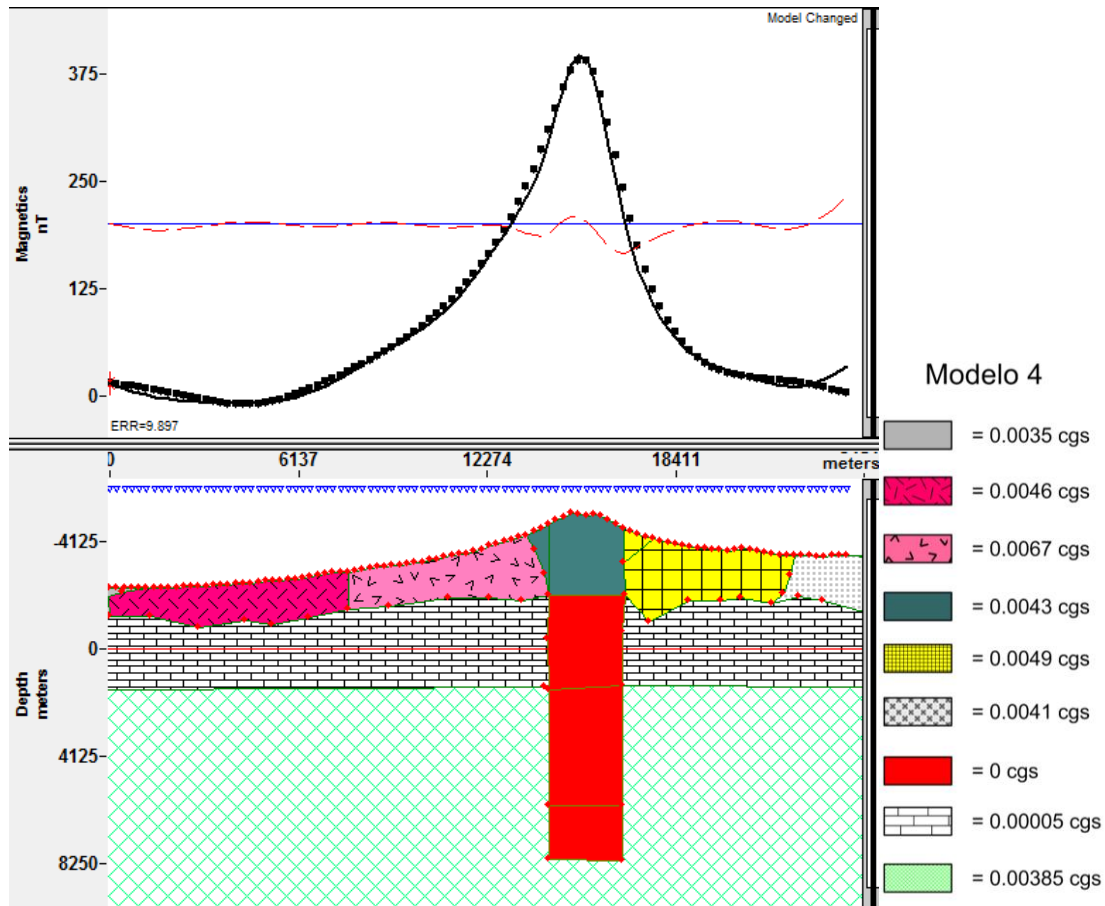 Model Changed
375-
250-
125-
0-
Magnetics
nT
ERR=9.897
0
6137
12274
18411
meters
-4125-
0-
4125-
8250-
Depth
meters
Modelo 4
= 0.0035 cgs
= 0.0046 cgs
= 0.0067 cgs
= 0.0043 cgs
= 0.0049 cgs
= 0.0041 cgs
= 0 cgs
= 0.00005 cgs
= 0.00385 cgs